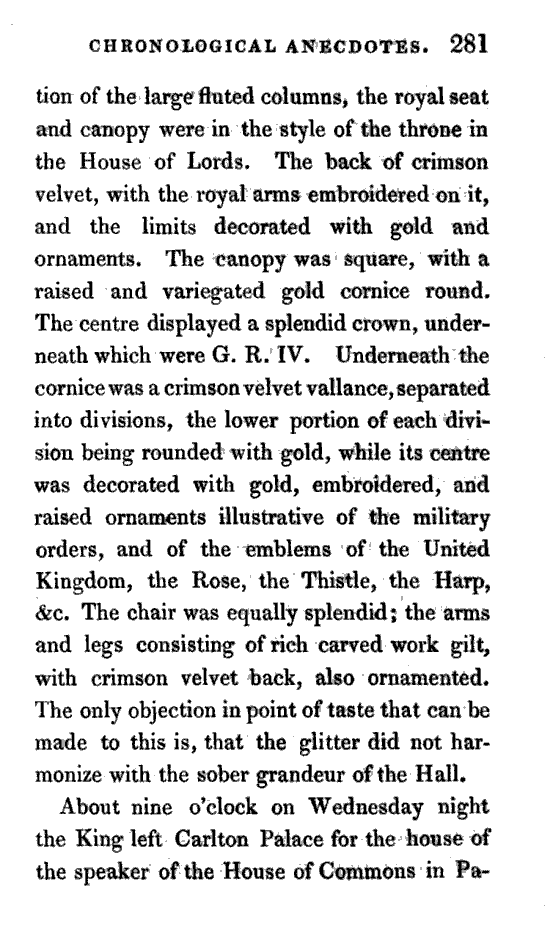 CHRONOLOGICAL ANECDOTES. 281
tion of the large fluted columns, the royal seat
and canopy were in the style of the throne in
the House of Lords. The back of crimson
velvet, with the royal arms embroidered on it,
and the limits decorated with gold and
ornaments. The canopy was square, with a
raised and variegated gold cornice round.
The centre displayed a splendid crown, under-
neath which were G. R. IV. Underneath the
cornice was a crimson velvet vallance, separated
into divisions, the lower portion of each divi-
sion being rounded with gold, while its centre
was decorated with gold, embroidered, and
raised ornaments illustrative of the military
orders, and of the emblems of the United
Kingdom, the Rose, the Thistle, the Harp,
&c. The chair was equally splendid; the arms
and legs consisting of rich carved work gilt,
with crimson velvet back, also ornamented.
The only objection in point of taste that can be
made to this is, that the glitter did not har-
monize with the sober grandeur of the Hall.
About nine o'clock on Wednesday night
the King left Carlton Palace for the house of
the speaker of the House of Commons in Pa-